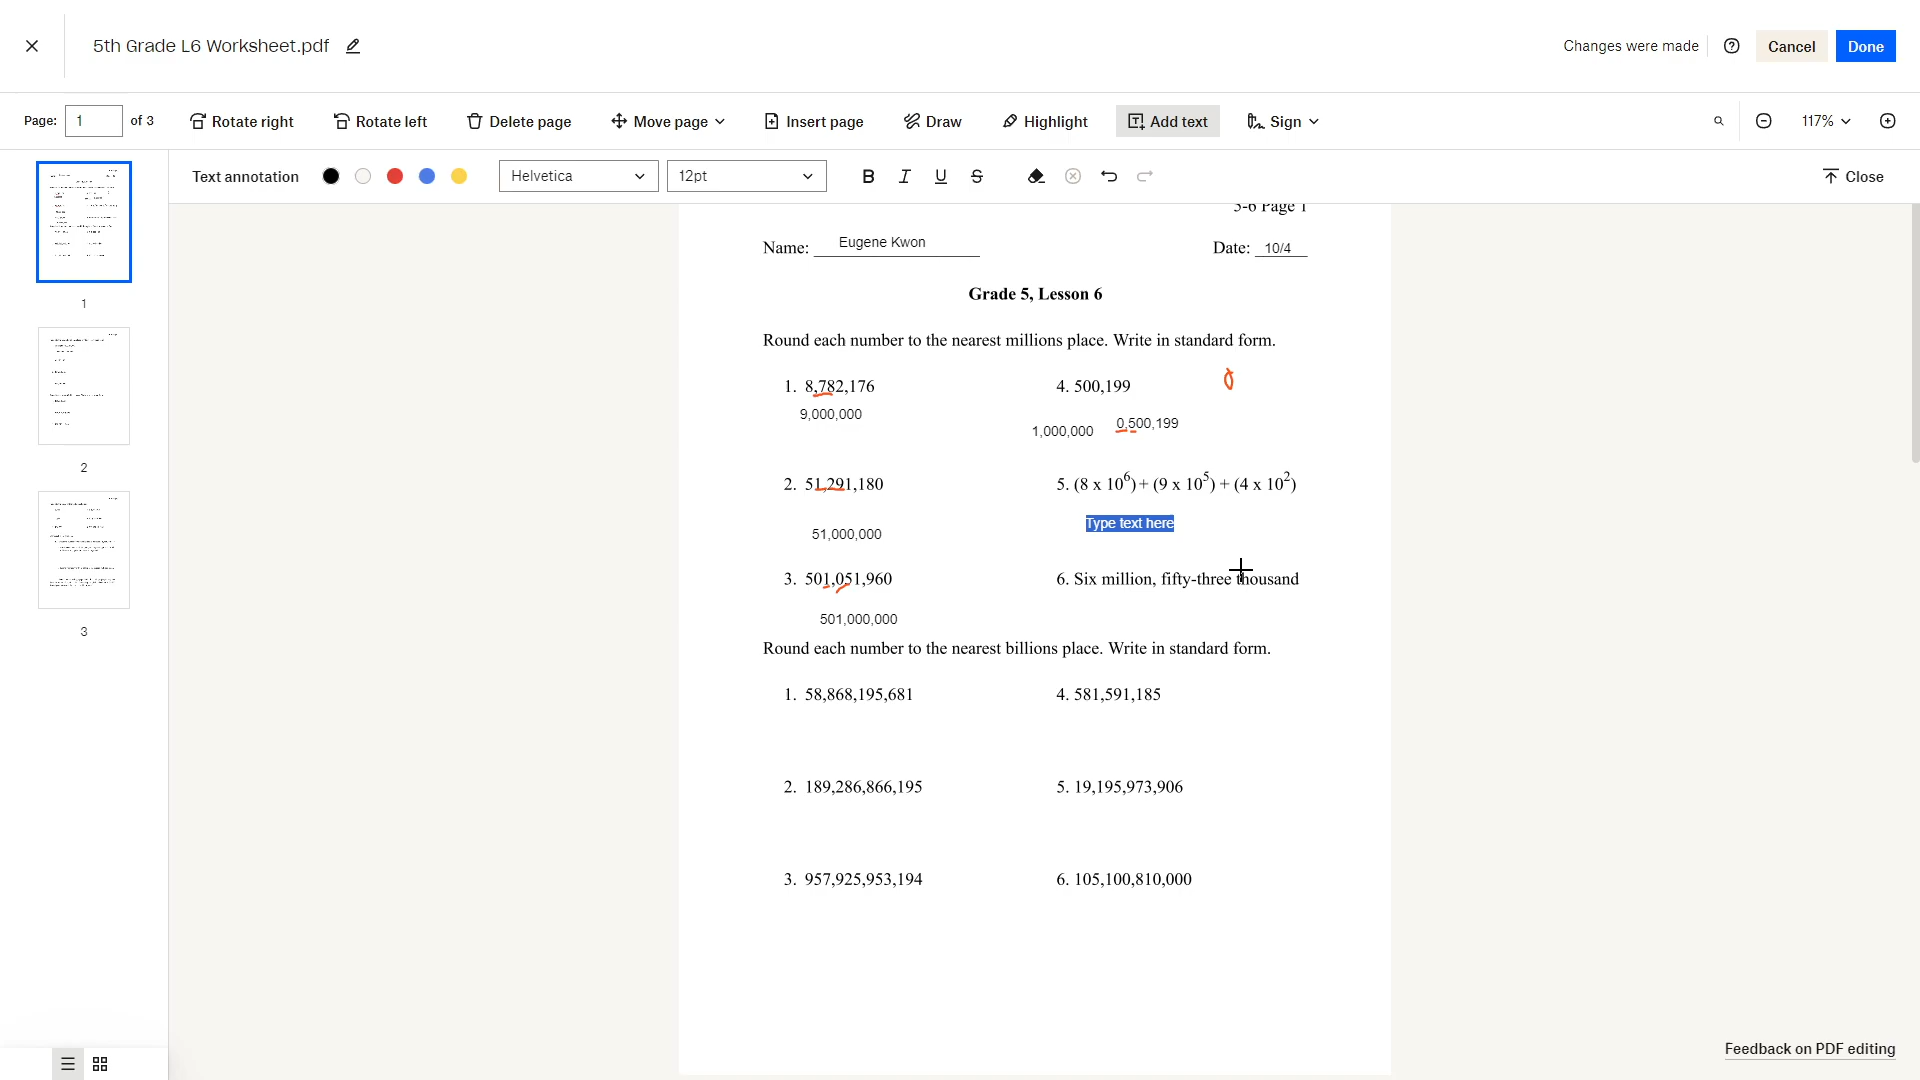 5th Grade L6 Worksheet.pdf
Changes were made
Cancel
Done
Page: 1 of 3
Rotate right
Rotate left
Delete page
Move page
Insert page
Draw
Highlight
Add text
Sign
117%
Text annotation
Helvetica
12pt
B I U S
Close
5-6 Page 1
Name: Eugene Kwon
Date: 10/4
Grade 5, Lesson 6
Round each number to the nearest millions place. Write in standard form.
1. 8,782,176
4. 500,199
0
9,000,000
1,000,000
0,500,199
2. 51,291,180
5. (8 x 10⁶) + (9 x 10⁵) + (4 x 10²)
Type text here
51,000,000
3. 501,051,960
6. Six million, fifty-three thousand
501,000,000
Round each number to the nearest billions place. Write in standard form.
1. 58,868,195,681
4. 581,591,185
2. 189,286,866,195
5. 19,195,973,906
3. 957,925,953,194
6. 105,100,810,000
1
2
3
Feedback on PDF editing